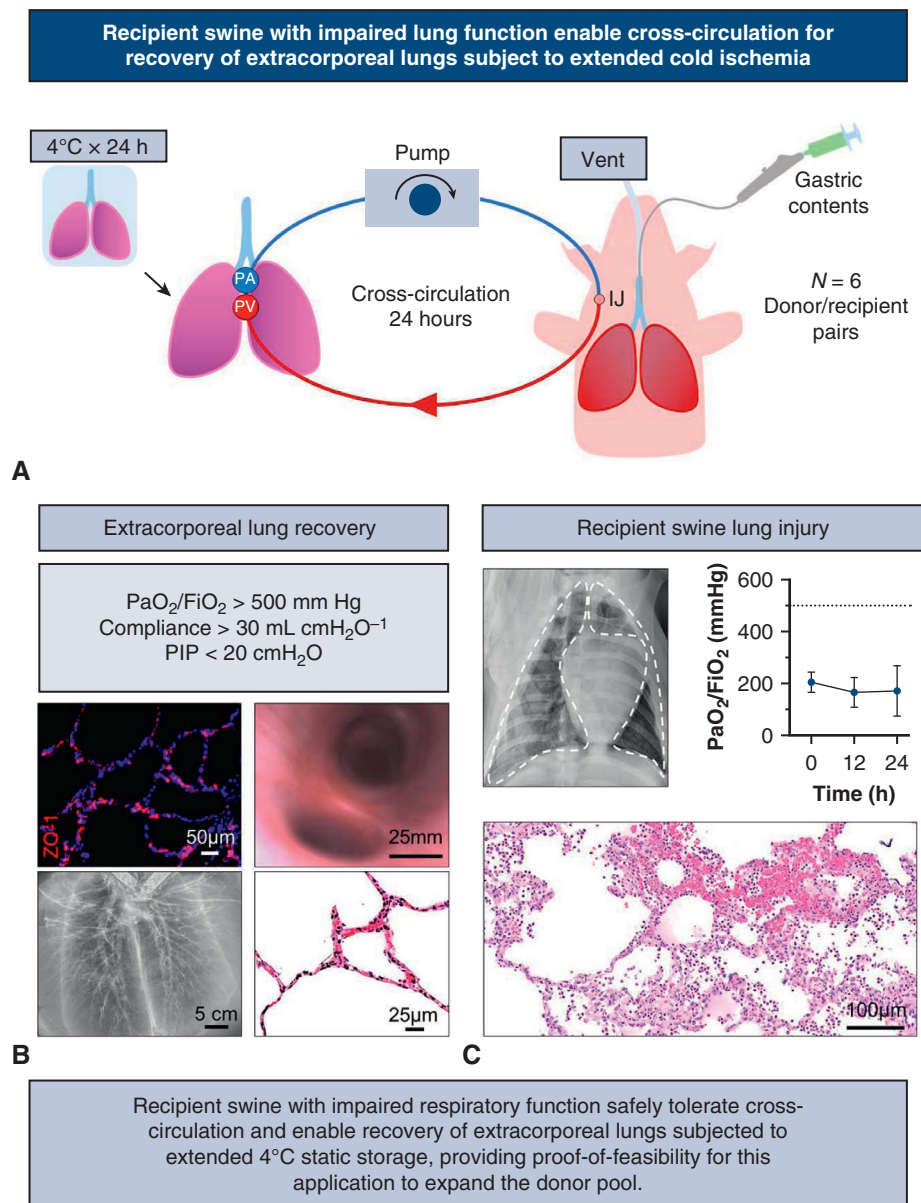 Recipient swine with impaired lung function enable cross-circulation for
recovery of extracorporeal lungs subject to extended cold ischemia
4°C × 24 h
Pump
Vent
Gastric
contents
PA
PV
Cross-circulation
24 hours
IJ
N = 6
Donor/recipient
pairs
A
Extracorporeal lung recovery
PaO₂/FiO₂ > 500 mm Hg
Compliance > 30 mL cmH₂O⁻¹
PIP < 20 cmH₂O
ZO-1
50µm
25mm
5 cm
25µm
B
Recipient swine lung injury
PaO₂/FiO₂ (mmHg)
600
400
200
0
0 12 24
Time (h)
100µm
C
Recipient swine with impaired respiratory function safely tolerate cross-
circulation and enable recovery of extracorporeal lungs subjected to
extended 4°C static storage, providing proof-of-feasibility for this
application to expand the donor pool.